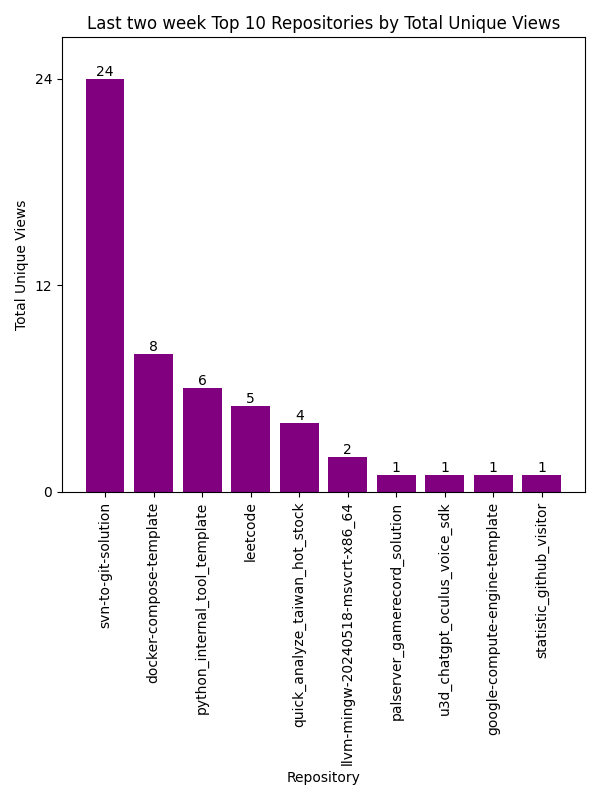 Last two week Top 10 Repositories by Total Unique Views
Total Unique Views
24
12
0
24
8
6
5
4
2
1
1
1
1
svn-to-git-solution
docker-compose-template
python_internal_tool_template
leetcode
quick_analyze_taiwan_hot_stock
llvm-mingw-20240518-msvcrt-x86_64
palserver_gamerecord_solution
u3d_chatgpt_oculus_voice_sdk
google-compute-engine-template
statistic_github_visitor
Repository